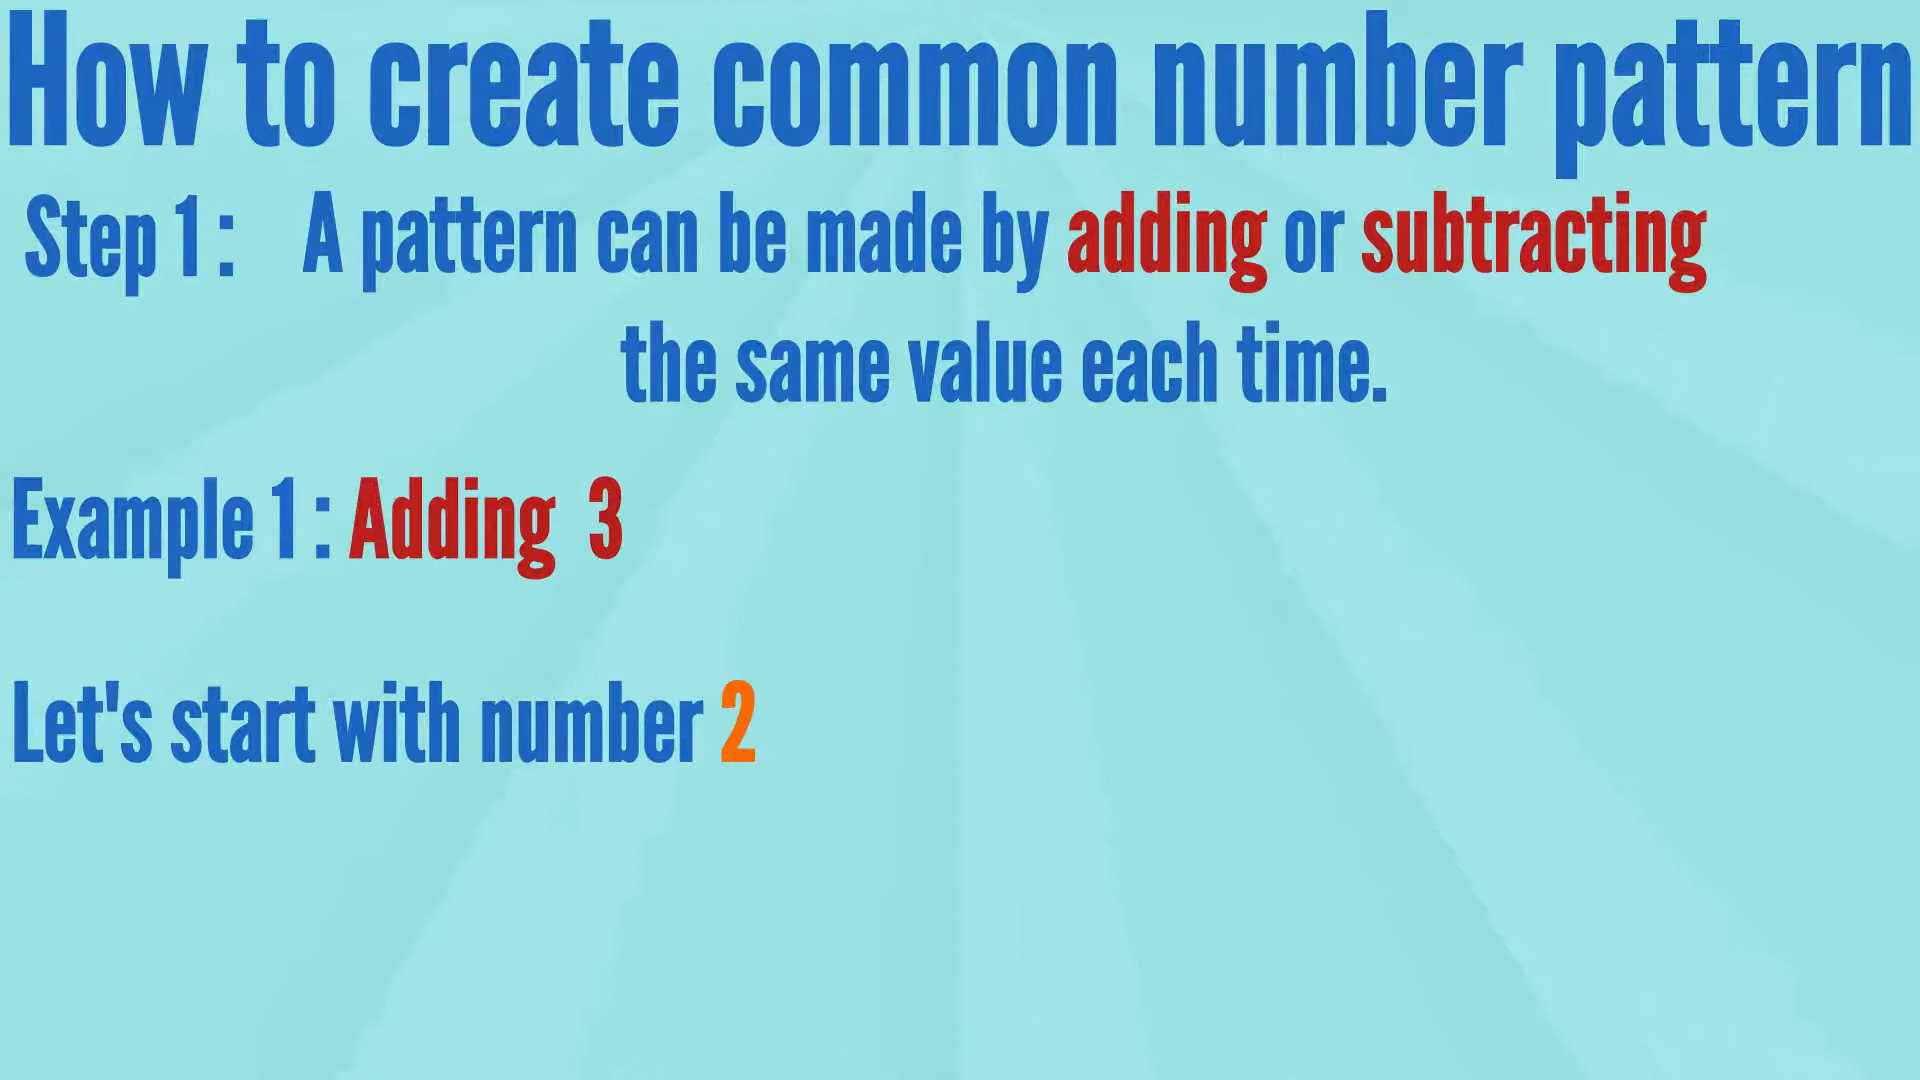 How to create common number pattern
Step 1 : A pattern can be made by adding or subtracting
the same value each time.
Example 1 : Adding 3
Let's start with number 2